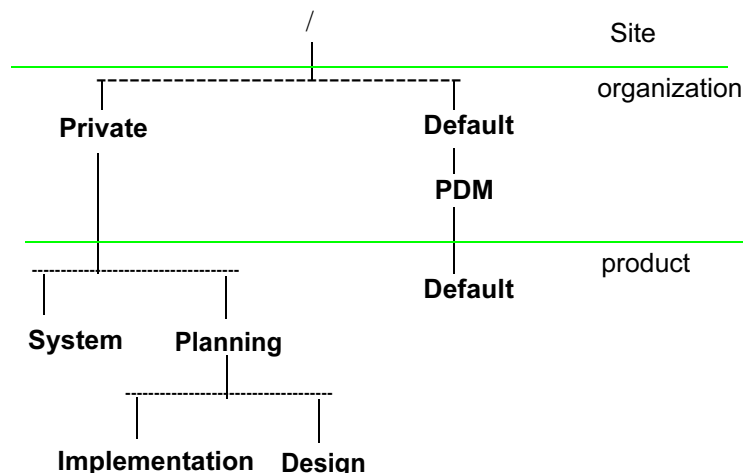 /
Site
organization
Private
Default
PDM
product
Default
System
Planning
Implementation
Design